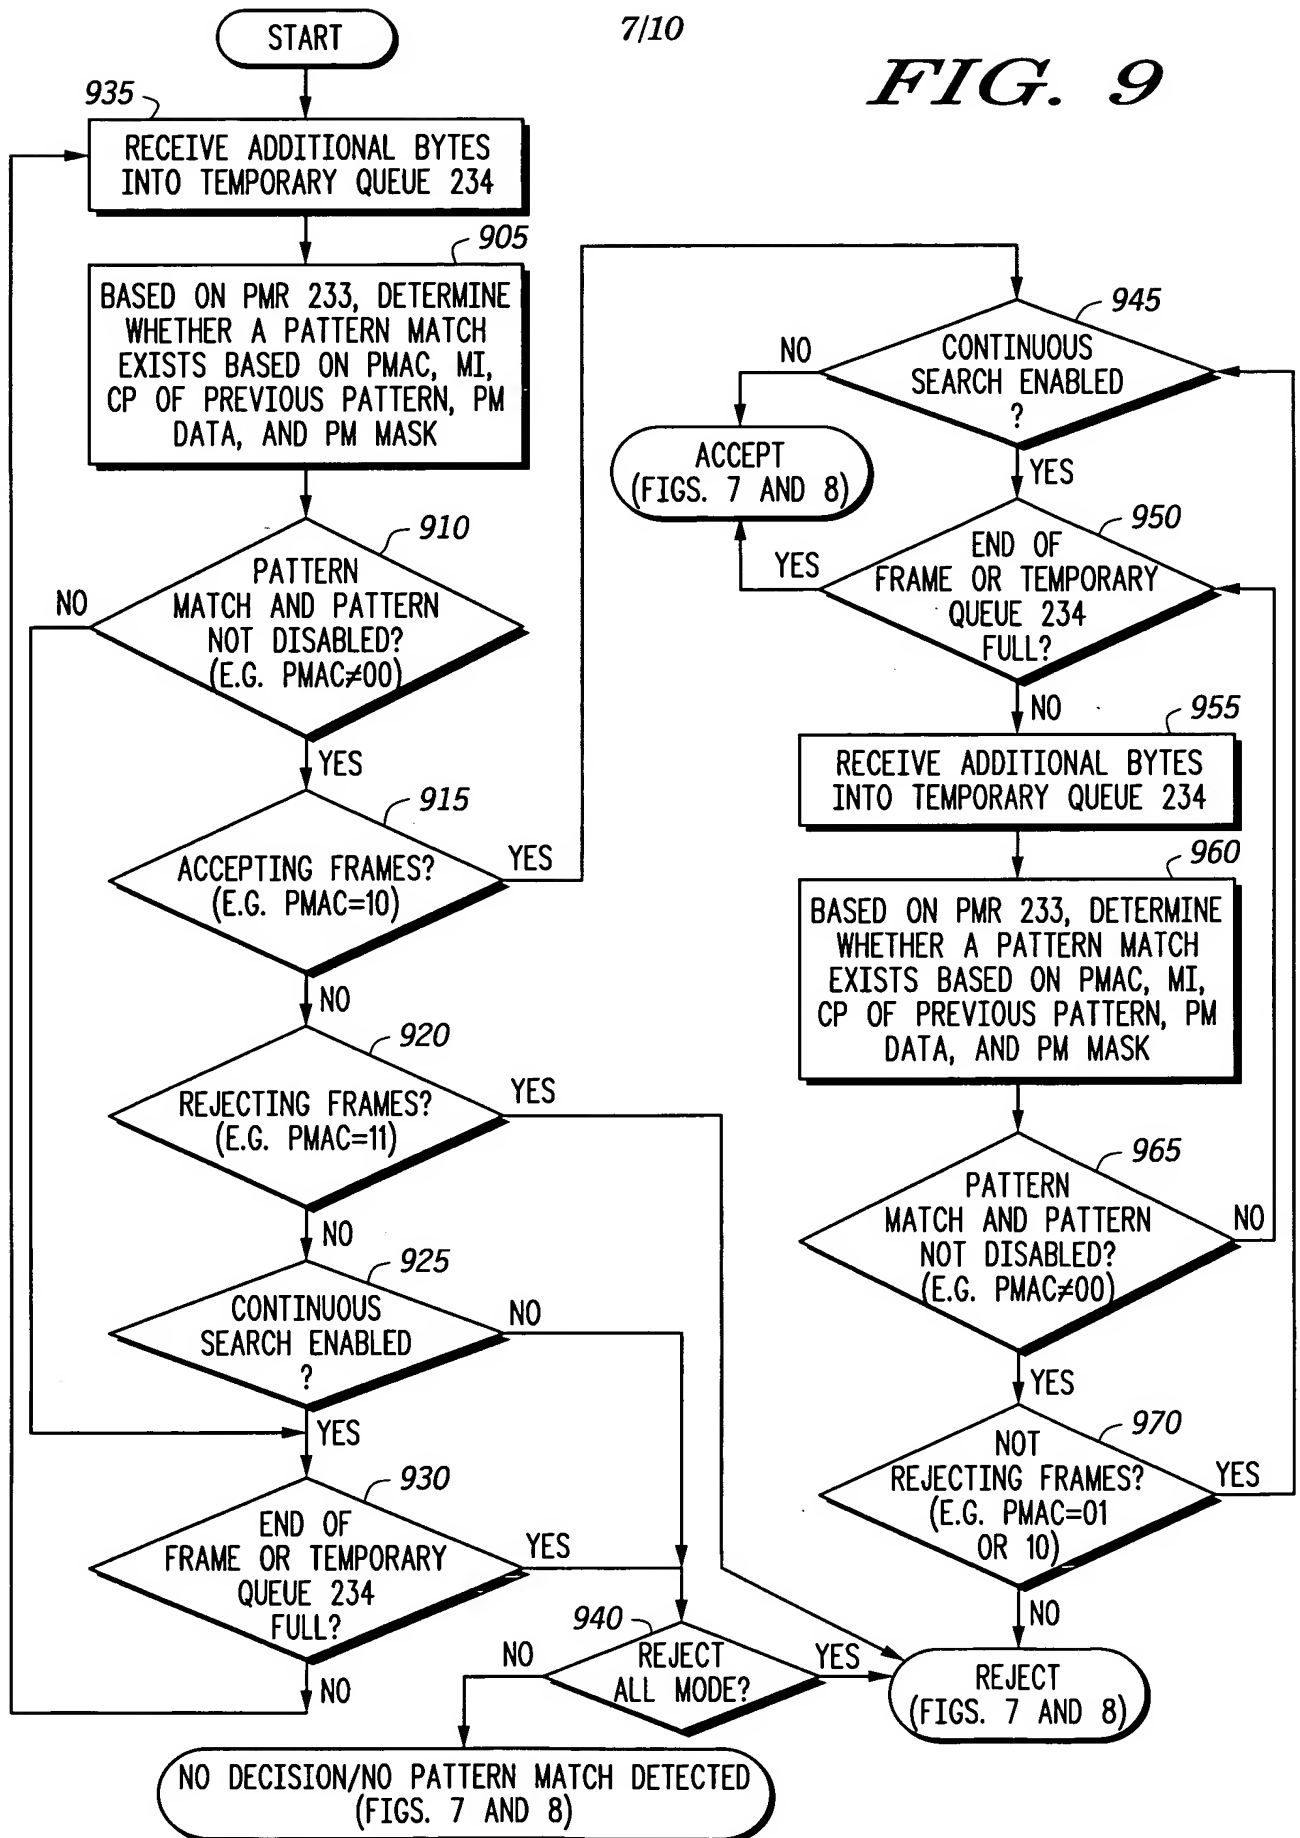 7/10
FIG. 9
START
935
RECEIVE ADDITIONAL BYTES
INTO TEMPORARY QUEUE 234
905
BASED ON PMR 233, DETERMINE
WHETHER A PATTERN MATCH
EXISTS BASED ON PMAC, MI,
CP OF PREVIOUS PATTERN, PM
DATA, AND PM MASK
910
PATTERN
MATCH AND PATTERN
NOT DISABLED?
(E.G. PMAC≠00)
NO
YES
915
ACCEPTING FRAMES?
(E.G. PMAC=10)
YES
NO
920
REJECTING FRAMES?
(E.G. PMAC=11)
YES
NO
925
CONTINUOUS
SEARCH ENABLED
?
NO
YES
930
END OF
FRAME OR TEMPORARY
QUEUE 234
FULL?
YES
NO
940
REJECT
ALL MODE?
NO
YES
NO DECISION/NO PATTERN MATCH DETECTED
(FIGS. 7 AND 8)
945
CONTINUOUS
SEARCH ENABLED
?
NO
YES
ACCEPT
(FIGS. 7 AND 8)
950
END OF
FRAME OR TEMPORARY
QUEUE 234
FULL?
YES
NO
955
RECEIVE ADDITIONAL BYTES
INTO TEMPORARY QUEUE 234
960
BASED ON PMR 233, DETERMINE
WHETHER A PATTERN MATCH
EXISTS BASED ON PMAC, MI,
CP OF PREVIOUS PATTERN, PM
DATA, AND PM MASK
965
PATTERN
MATCH AND PATTERN
NOT DISABLED?
(E.G. PMAC≠00)
NO
YES
970
NOT
REJECTING FRAMES?
(E.G. PMAC=01
OR 10)
YES
NO
REJECT
(FIGS. 7 AND 8)